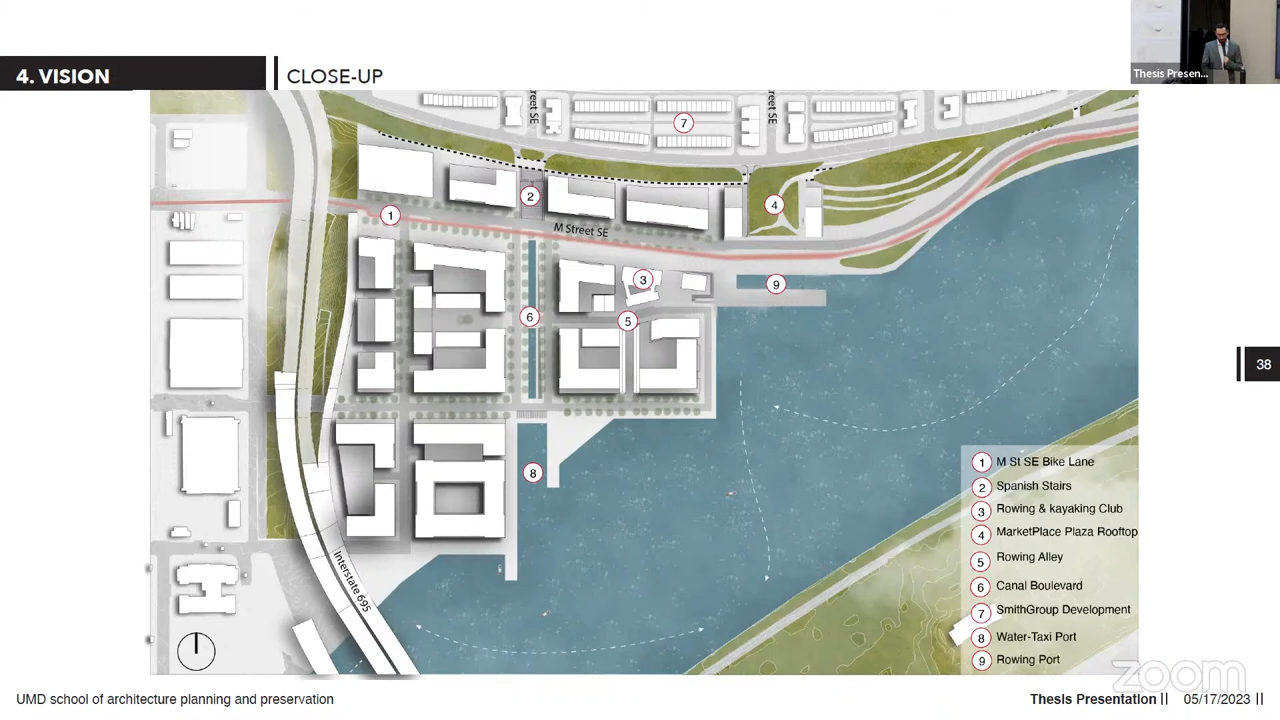 4. VISION
CLOSE-UP
Thesis Presen...
Street SE
Street SE
7
2
4
1
M Street SE
3
9
6
5
8
Interstate 695
38
1 M St SE Bike Lane
2 Spanish Stairs
3 Rowing & kayaking Club
4 MarketPlace Plaza Rooftop
5 Rowing Alley
6 Canal Boulevard
7 SmithGroup Development
8 Water-Taxi Port
9 Rowing Port
zoom
UMD school of architecture planning and preservation
Thesis Presentation || 05/17/2023 ||